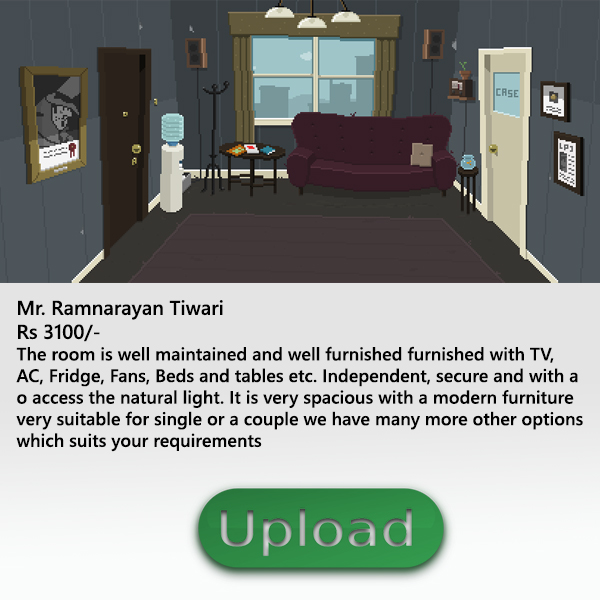 CASE
LPJ
Mr. Ramnarayan Tiwari
Rs 3100/-
The room is well maintained and well furnished furnished with TV,
AC, Fridge, Fans, Beds and tables etc. Independent, secure and with a
o access the natural light. It is very spacious with a modern furniture
very suitable for single or a couple we have many more other options
which suits your requirements
Upload